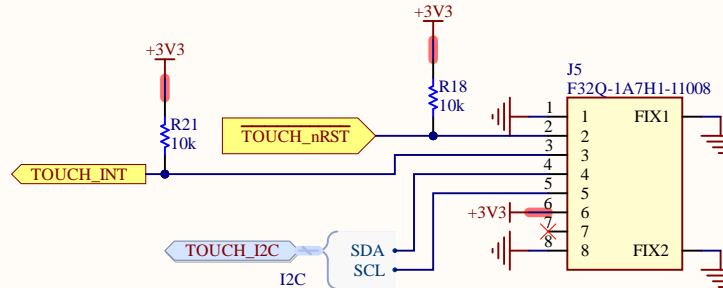 +3V3
+3V3
J5
F32Q-1A7H1-11008
R18
10k
R21
10k
TOUCH_nRST
TOUCH_INT
1 1 FIX1
2 2
3 3
4 4
5 5
+3V3 6 6
7 7
8 8 FIX2
TOUCH_I2C
SDA
SCL
I2C